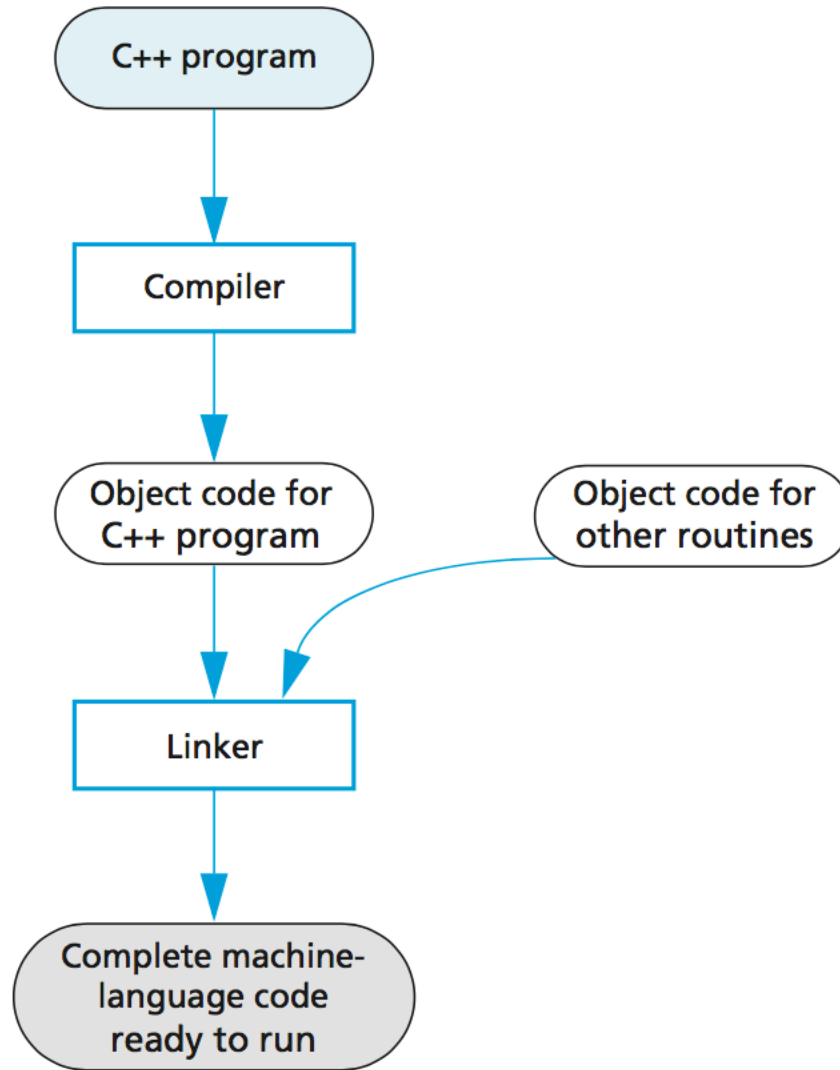 C++ program
Compiler
Object code for
C++ program
Object code for
other routines
Linker
Complete machine-
language code
ready to run